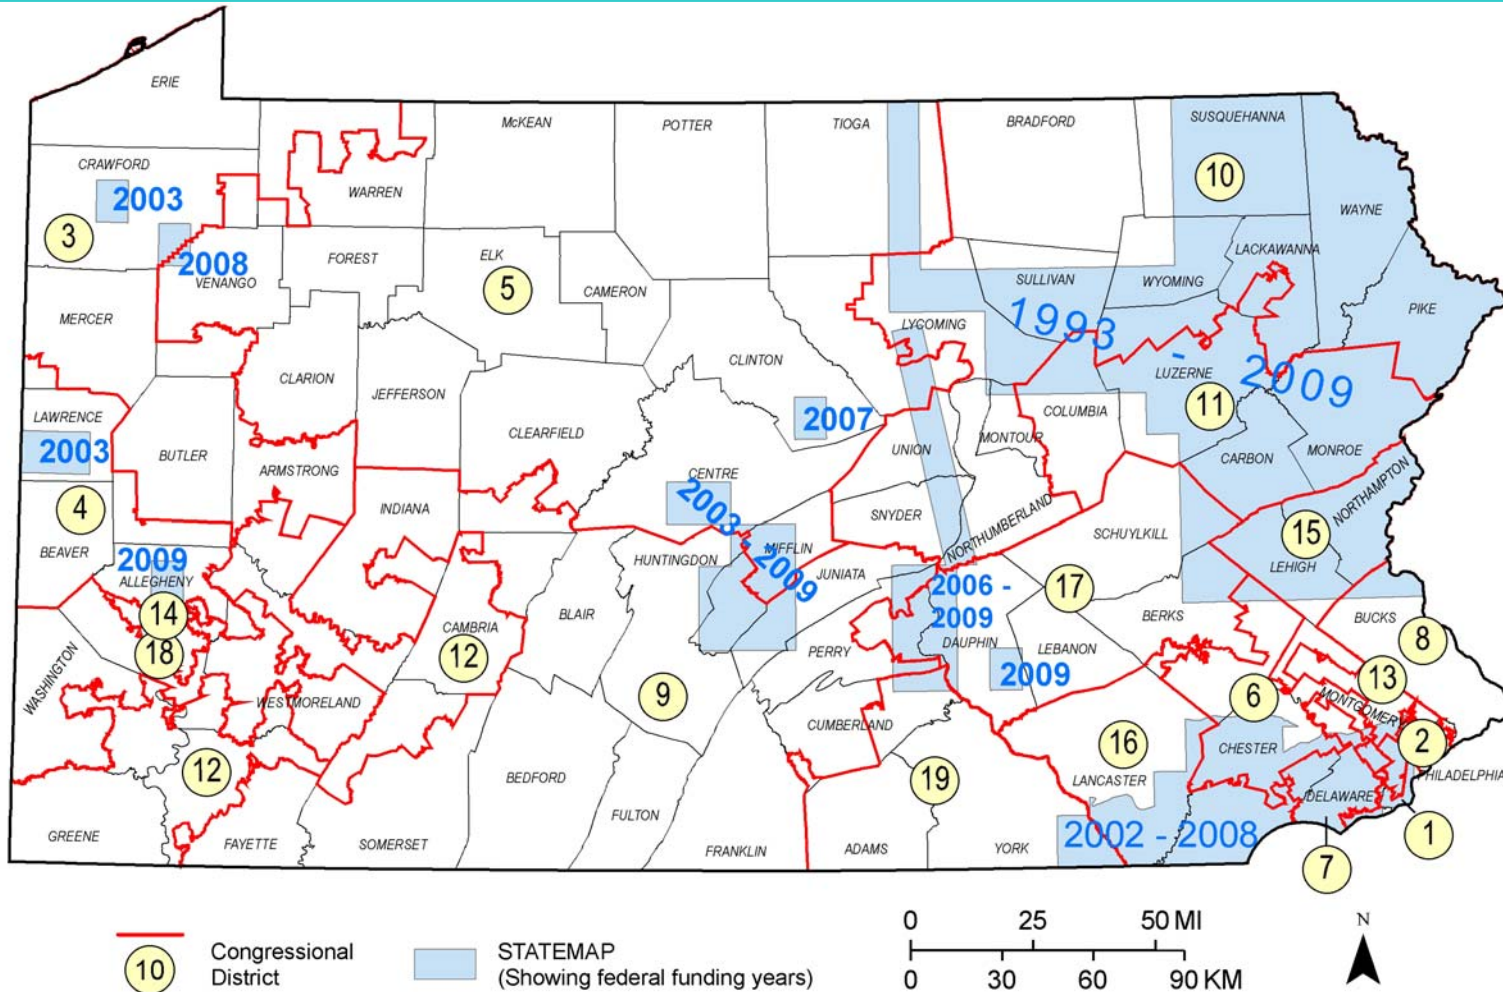 ERIE
McKEAN
POTTER
TIOGA
BRADFORD
SUSQUEHANNA
CRAWFORD
WARREN
10
2003
WAYNE
3
ELK
FOREST
LACKAWANNA
2008
VENANGO
5
CAMERON
SULLIVAN
WYOMING
PIKE
MERCER
LYCOMING
1993 - 2009
CLINTON
LUZERNE
CLARION
JEFFERSON
11
LAWRENCE
2007
COLUMBIA
2003
BUTLER
CLEARFIELD
UNION
MONTOUR
MONROE
ARMSTRONG
CENTRE
CARBON
NORTHAMPTON
4
INDIANA
2003 - 2009
SNYDER
NORTHUMBERLAND
SCHUYLKILL
15
BEAVER
2009
HUNTINGDON
MIFFLIN
LEHIGH
ALLEGHENY
JUNIATA
2006 -
2009
17
14
BLAIR
BERKS
BUCKS
18
CAMBRIA
12
PERRY
DAUPHIN
LEBANON
8
WASHINGTON
2009
13
WESTMORELAND
9
6
MONTGOMERY
CUMBERLAND
16
CHESTER
2
12
BEDFORD
19
LANCASTER
PHILADELPHIA
DELAWARE
FULTON
GREENE
FAYETTE
SOMERSET
FRANKLIN
ADAMS
YORK
2002 - 2008
1
7
0 25 50 MI
0 30 60 90 KM
N
10
Congressional
District
STATEMAP
(Showing federal funding years)